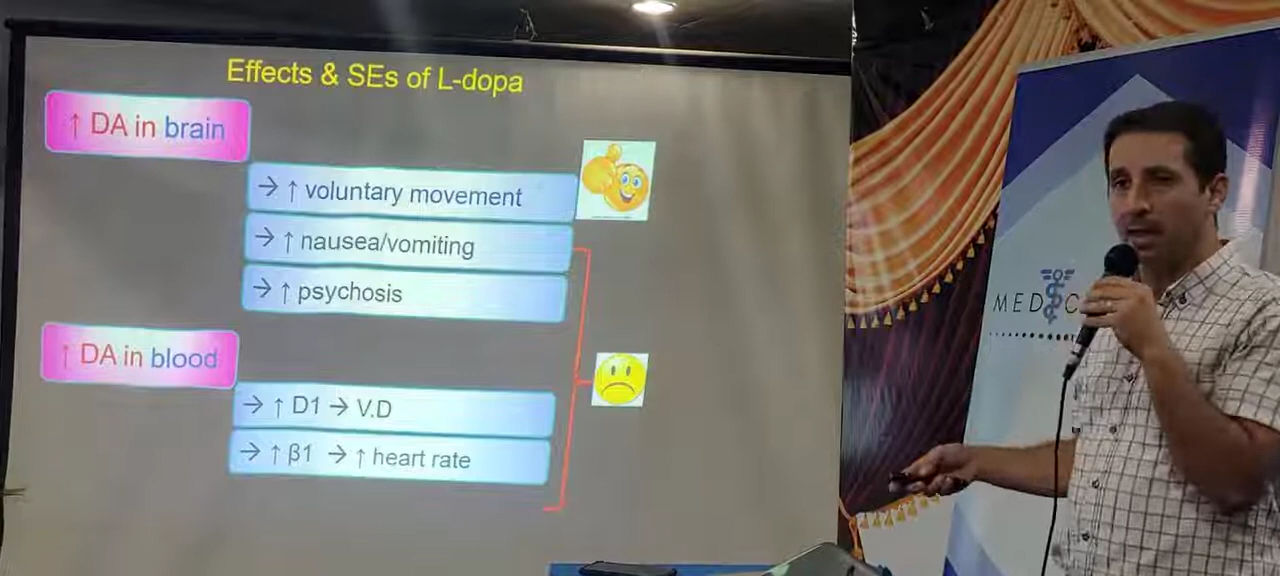 Effects & SEs of L-dopa
↑ DA in brain
→ ↑ voluntary movement
→ ↑ nausea/vomiting
→ ↑ psychosis
↑ DA in blood
→ ↑ D1 → V.D
→ ↑ β1 → ↑ heart rate
MED C